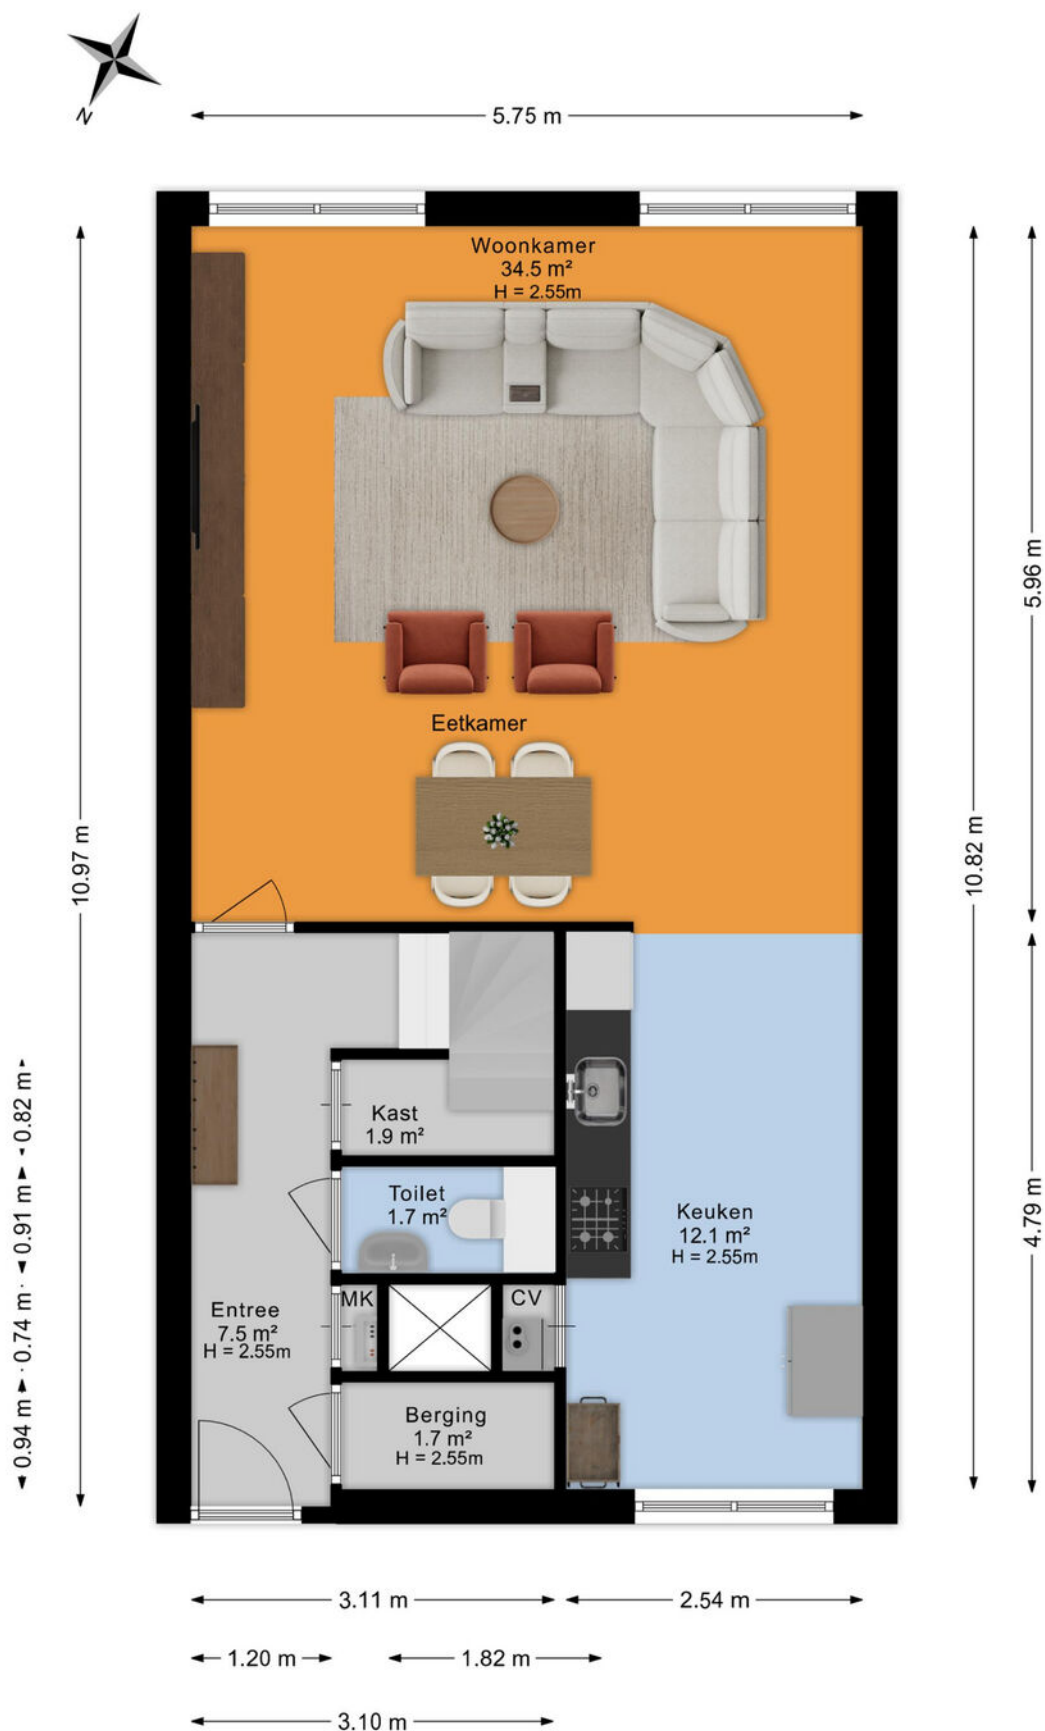 N
5.75 m
Woonkamer
34.5 m²
H = 2.55m
5.96 m
Eetkamer
10.97 m
10.82 m
0.82 m
Kast
1.9 m²
0.91 m
Toilet
1.7 m²
Keuken
12.1 m²
H = 2.55m
4.79 m
0.74 m
MK
CV
Entree
7.5 m²
H = 2.55m
0.94 m
Berging
1.7 m²
H = 2.55m
3.11 m
2.54 m
1.20 m
1.82 m
3.10 m